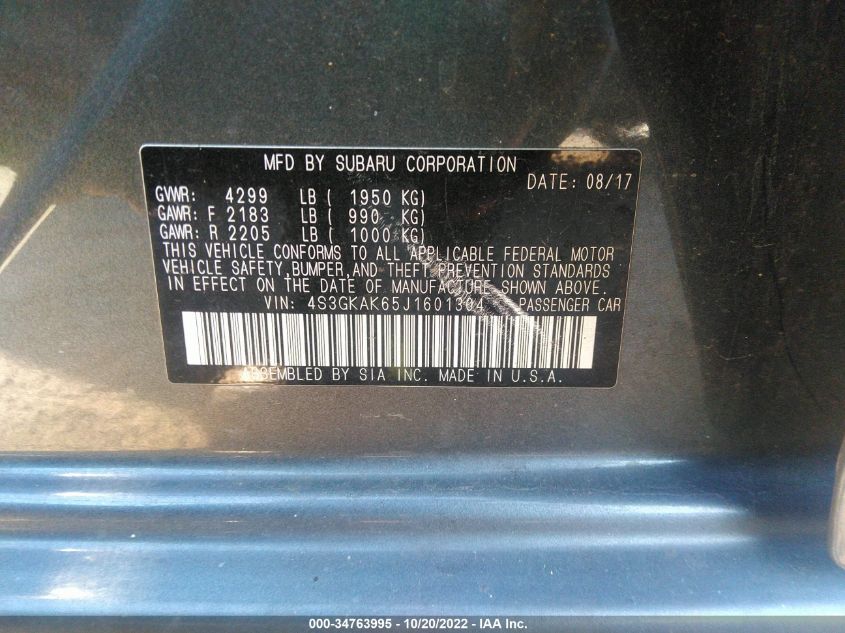 MFD BY SUBARU CORPORATION
DATE: 08/17
GVWR: 4299 LB ( 1950 KG)
GAWR: F 2183 LB ( 990 KG)
GAWR: R 2205 LB ( 1000 KG)
THIS VEHICLE CONFORMS TO ALL APPLICABLE FEDERAL MOTOR
VEHICLE SAFETY,BUMPER,AND THEFT PREVENTION STANDARDS
IN EFFECT ON THE DATE OF MANUFACTURE SHOWN ABOVE.
VIN: 4S3GKAK65J1601304 PASSENGER CAR
ASSEMBLED BY SIA INC. MADE IN U.S.A.
000-34763995 - 10/20/2022 - IAA Inc.